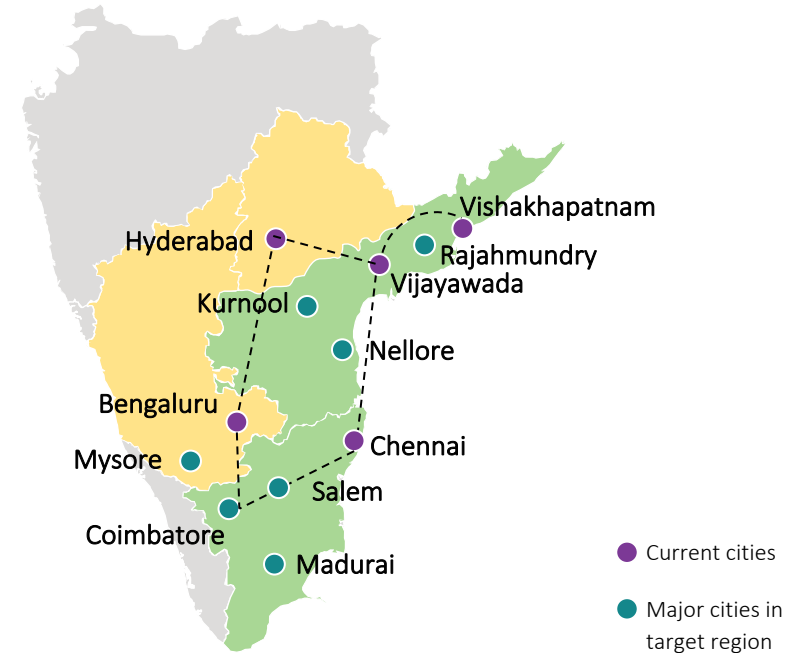 Vishakhapatnam
Hyderabad
Rajahmundry
Vijayawada
Kurnool
Nellore
Bengaluru
Chennai
Mysore
Salem
Coimbatore
Madurai
Current cities
Major cities in
target region